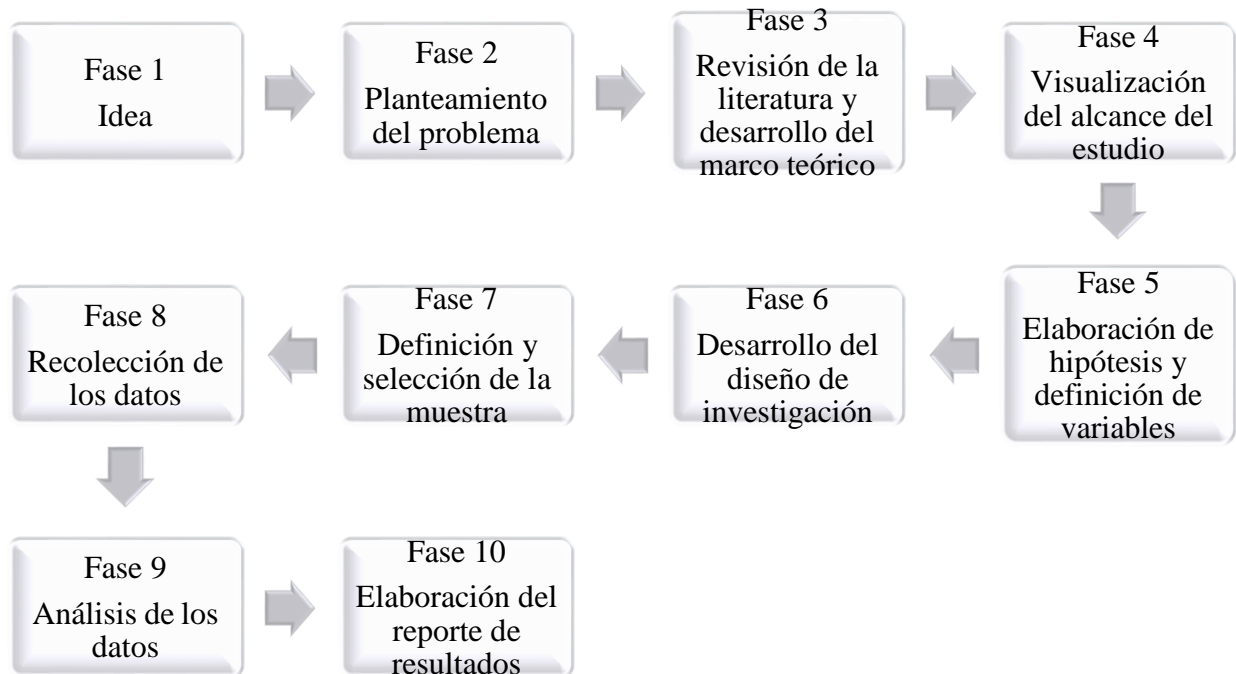 Fase 1
Idea
Fase 2
Planteamiento
del problema
Fase 3
Revisión de la
literatura y
desarrollo del
marco teórico
Fase 4
Visualización
del alcance del
estudio
Fase 5
Elaboración de
hipótesis y
definición de
variables
Fase 6
Desarrollo del
diseño de
investigación
Fase 7
Definición y
selección de la
muestra
Fase 8
Recolección de
los datos
Fase 9
Análisis de los
datos
Fase 10
Elaboración del
reporte de
resultados